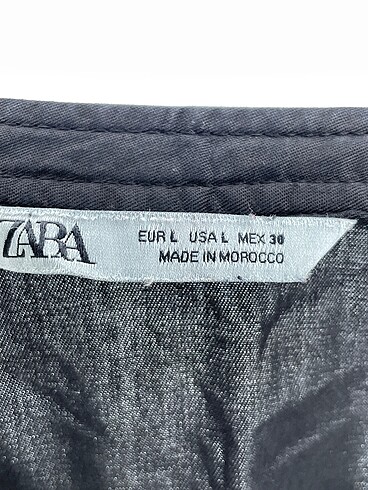 ZARA
EUR L USA L MEX 30
MADE IN MOROCCO